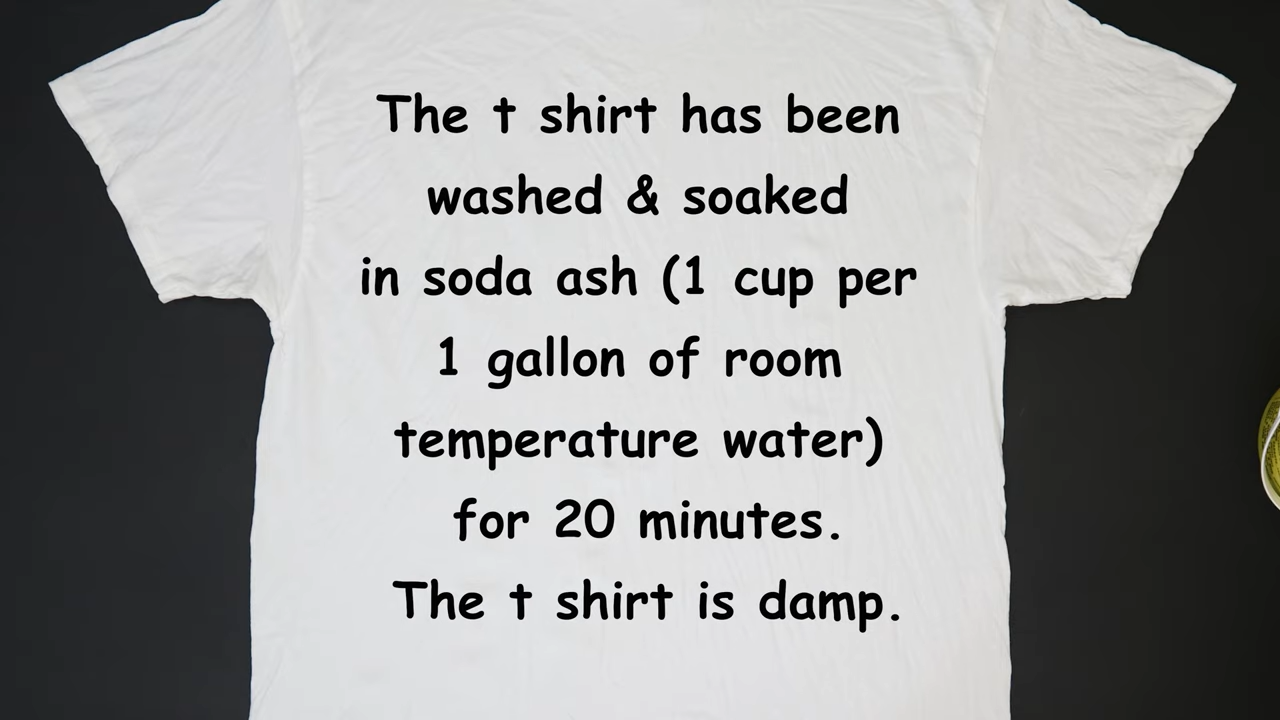 The t shirt has been
washed & soaked
in soda ash (1 cup per
1 gallon of room
temperature water)
for 20 minutes.
The t shirt is damp.